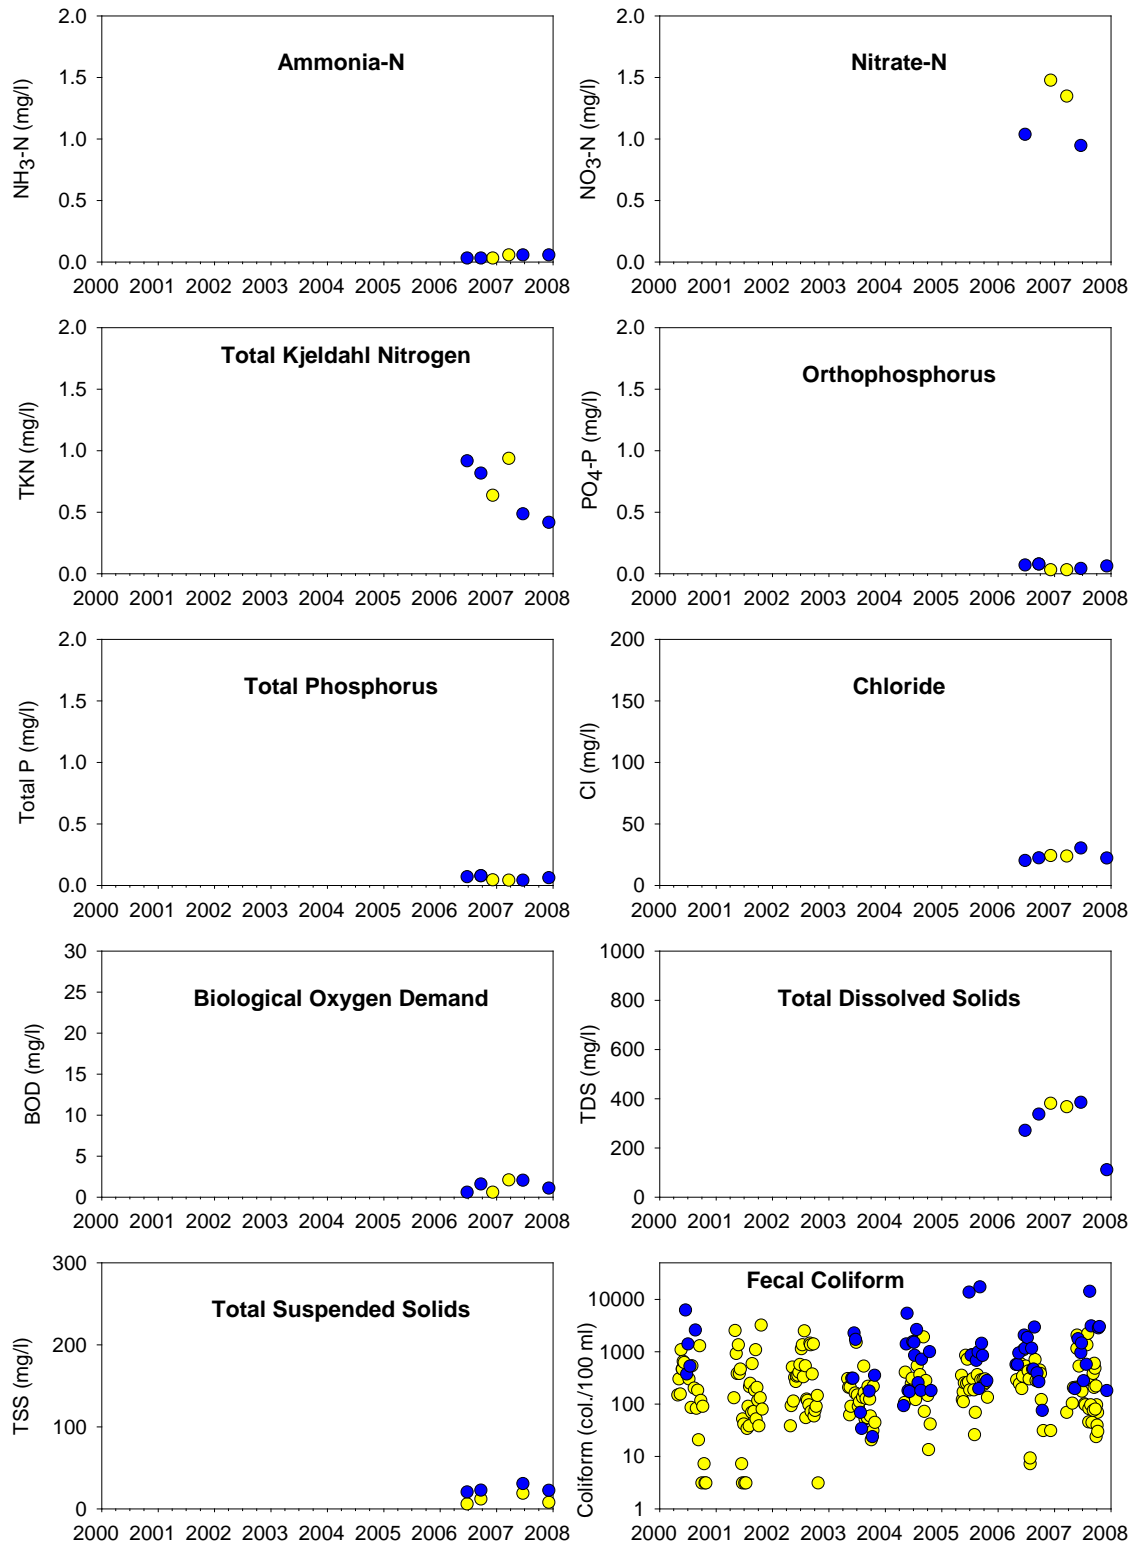 Ammonia-N
NH3-N (mg/l)
2.0
1.5
1.0
0.5
0.0
2000 2001 2002 2003 2004 2005 2006 2007 2008
Nitrate-N
NO3-N (mg/l)
2.0
1.5
1.0
0.5
0.0
2000 2001 2002 2003 2004 2005 2006 2007 2008
Total Kjeldahl Nitrogen
TKN (mg/l)
2.0
1.5
1.0
0.5
0.0
2000 2001 2002 2003 2004 2005 2006 2007 2008
Orthophosphorus
PO4-P (mg/l)
2.0
1.5
1.0
0.5
0.0
2000 2001 2002 2003 2004 2005 2006 2007 2008
Total Phosphorus
Total P (mg/l)
2.0
1.5
1.0
0.5
0.0
2000 2001 2002 2003 2004 2005 2006 2007 2008
Chloride
Cl (mg/l)
200
150
100
50
0
2000 2001 2002 2003 2004 2005 2006 2007 2008
Biological Oxygen Demand
BOD (mg/l)
30
25
20
15
10
5
0
2000 2001 2002 2003 2004 2005 2006 2007 2008
Total Dissolved Solids
TDS (mg/l)
1000
800
600
400
200
0
2000 2001 2002 2003 2004 2005 2006 2007 2008
Total Suspended Solids
TSS (mg/l)
300
200
100
0
2000 2001 2002 2003 2004 2005 2006 2007 2008
Fecal Coliform
Coliform (col./100 ml)
10000
1000
100
10
1
2000 2001 2002 2003 2004 2005 2006 2007 2008